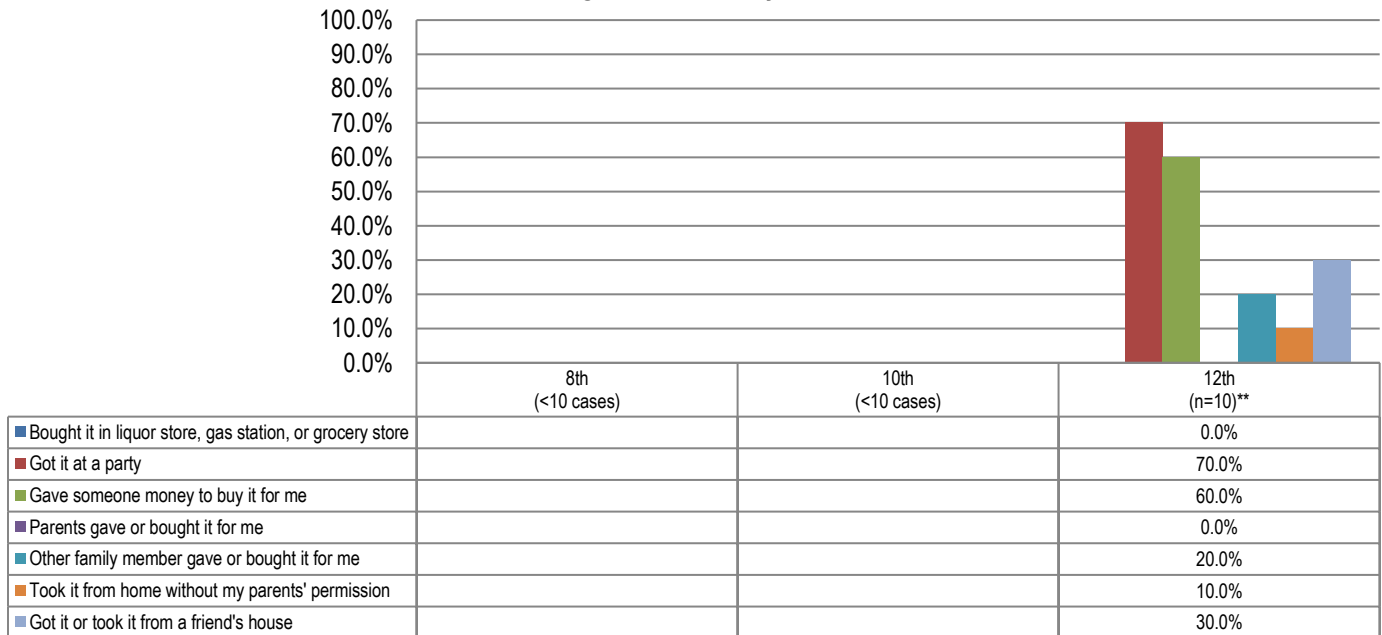 100.0%
90.0%
80.0%
70.0%
60.0%
50.0%
40.0%
30.0%
20.0%
10.0%
0.0%
8th 10th 12th
(<10 cases) (<10 cases) (n=10)**
Bought it in liquor store, gas station, or grocery store 0.0%
Got it at a party 70.0%
Gave someone money to buy it for me 60.0%
Parents gave or bought it for me 0.0%
Other family member gave or bought it for me 20.0%
Took it from home without my parents' permission 10.0%
Got it or took it from a friend's house 30.0%